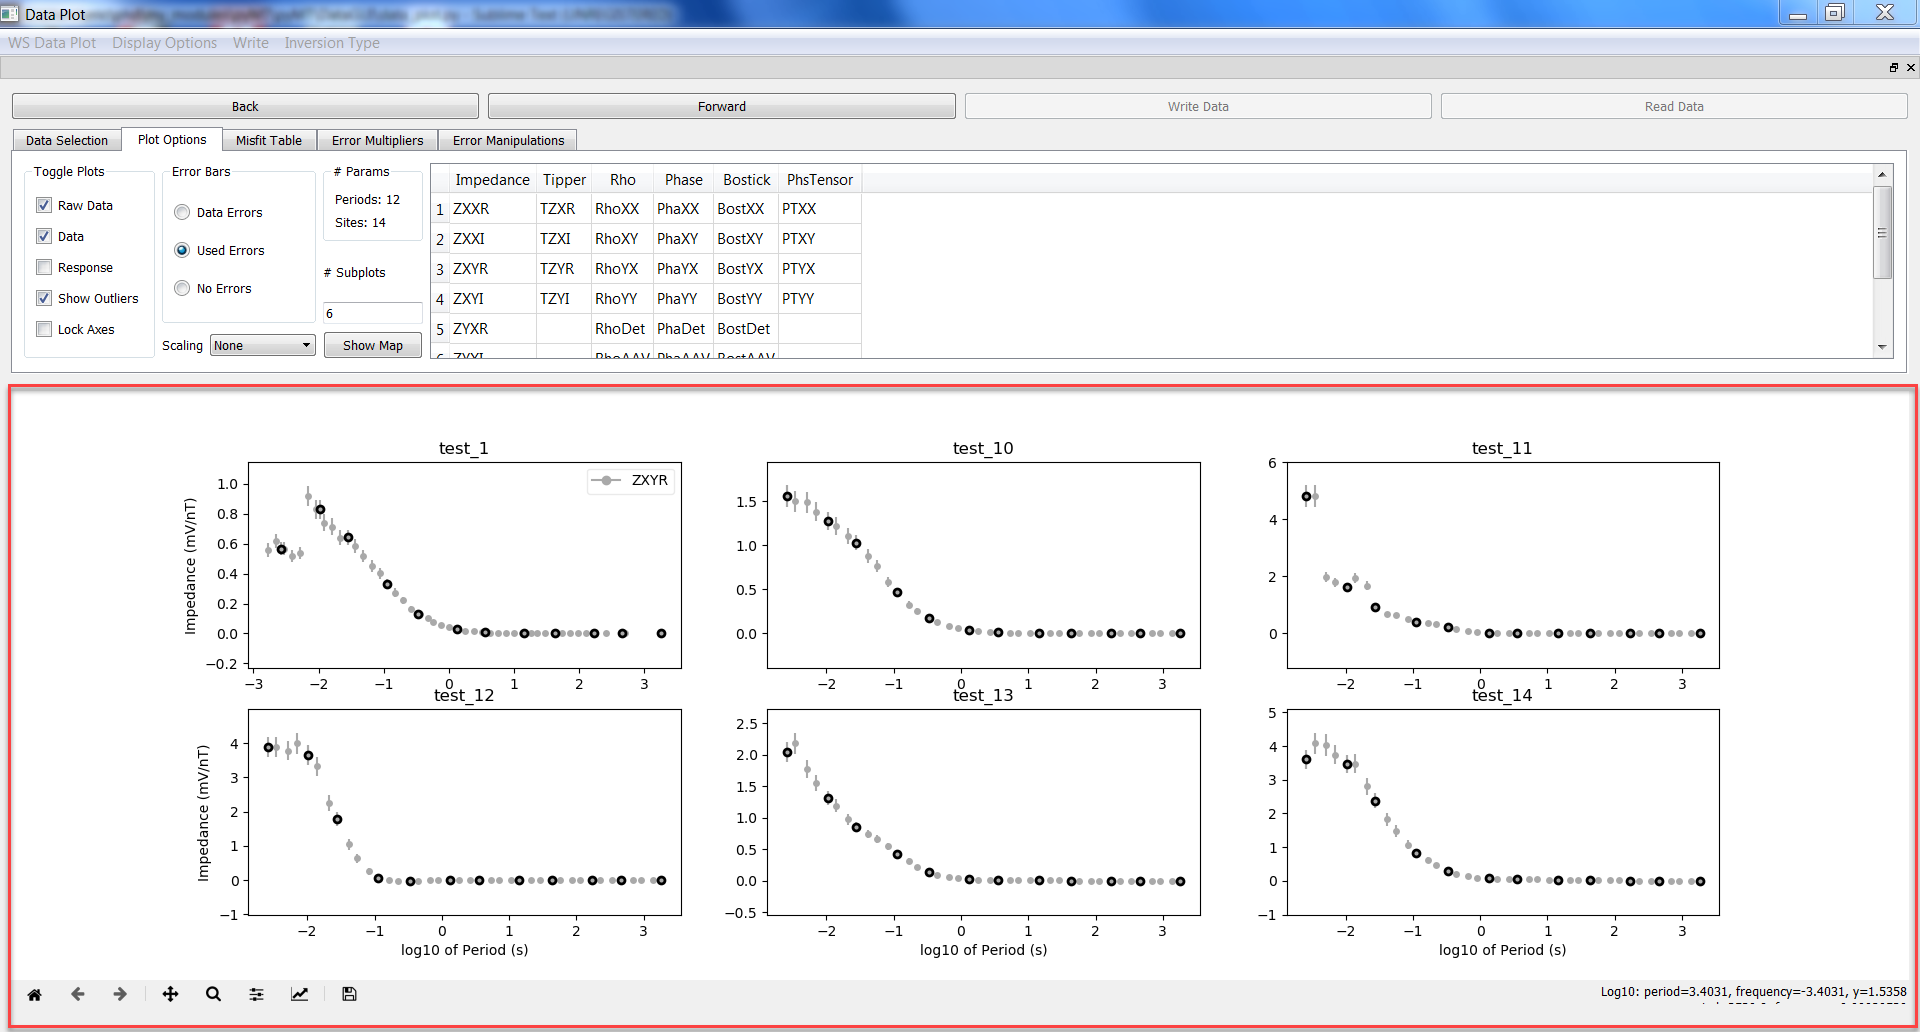 Data Plot
WS Data Plot Display Options Write Inversion Type
Back Forward Write Data Read Data
Data Selection Plot Options Misfit Table Error Multipliers Error Manipulations
Toggle Plots
Raw Data
Data
Response
Show Outliers
Lock Axes
Error Bars
Data Errors
Used Errors
No Errors
Scaling None
# Params
Periods: 12
Sites: 14
# Subplots
6
Show Map
Impedance Tipper Rho Phase Bostick PhsTensor
1 ZXXR TZXR RhoXX PhaXX BostXX PTXX
2 ZXXI TZXI RhoXY PhaXY BostXY PTXY
3 ZXYR TZYR RhoYX PhaYX BostYX PTYX
4 ZXYI TZYI RhoYY PhaYY BostYY PTYY
5 ZYXR RhoDet PhaDet BostDet
6 ZYYI RhoAAV PhaAAV BostAAV
test_1
Impedance (mV/nT)
1.0
0.8
0.6
0.4
0.2
0.0
−0.2
ZXYR
−3 −2 −1 0 1 2 3
test_10
1.5
1.0
0.5
0.0
−2 −1 0 1 2 3
test_11
6
4
2
0
−2 −1 0 1 2 3
test_12
Impedance (mV/nT)
4
3
2
1
0
−1
−2 −1 0 1 2 3
log10 of Period (s)
test_13
2.5
2.0
1.5
1.0
0.5
0.0
−0.5
−2 −1 0 1 2 3
log10 of Period (s)
test_14
5
4
3
2
1
0
−1
−2 −1 0 1 2 3
log10 of Period (s)
Log10: period=3.4031, frequency=-3.4031, y=1.5358